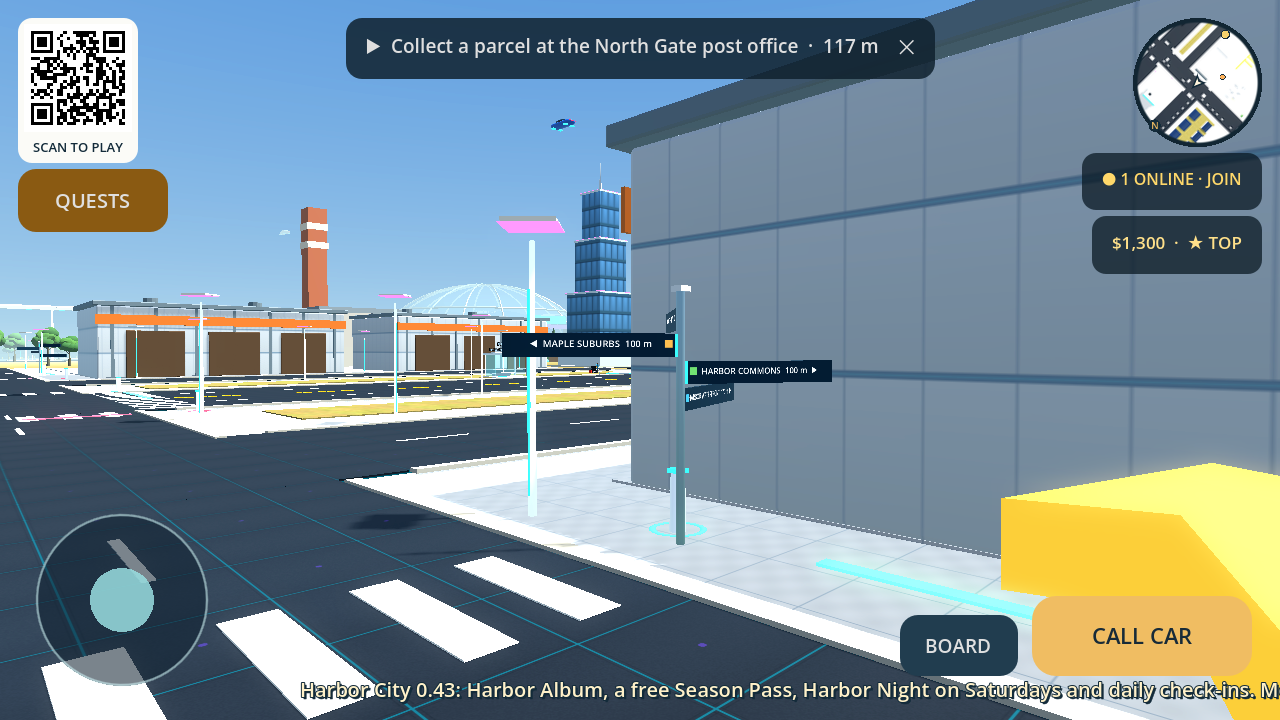 ▶ Collect a parcel at the North Gate post office · 117 m ✕
SCAN TO PLAY
QUESTS
N
1 ONLINE · JOIN
$1,300 · ★ TOP
◀ MAPLE SUBURBS 100 m
HARBOR COMMONS 100 m ▶
BOARD
CALL CAR
Harbor City 0.43: Harbor Album, a free Season Pass, Harbor Night on Saturdays and daily check-ins. M